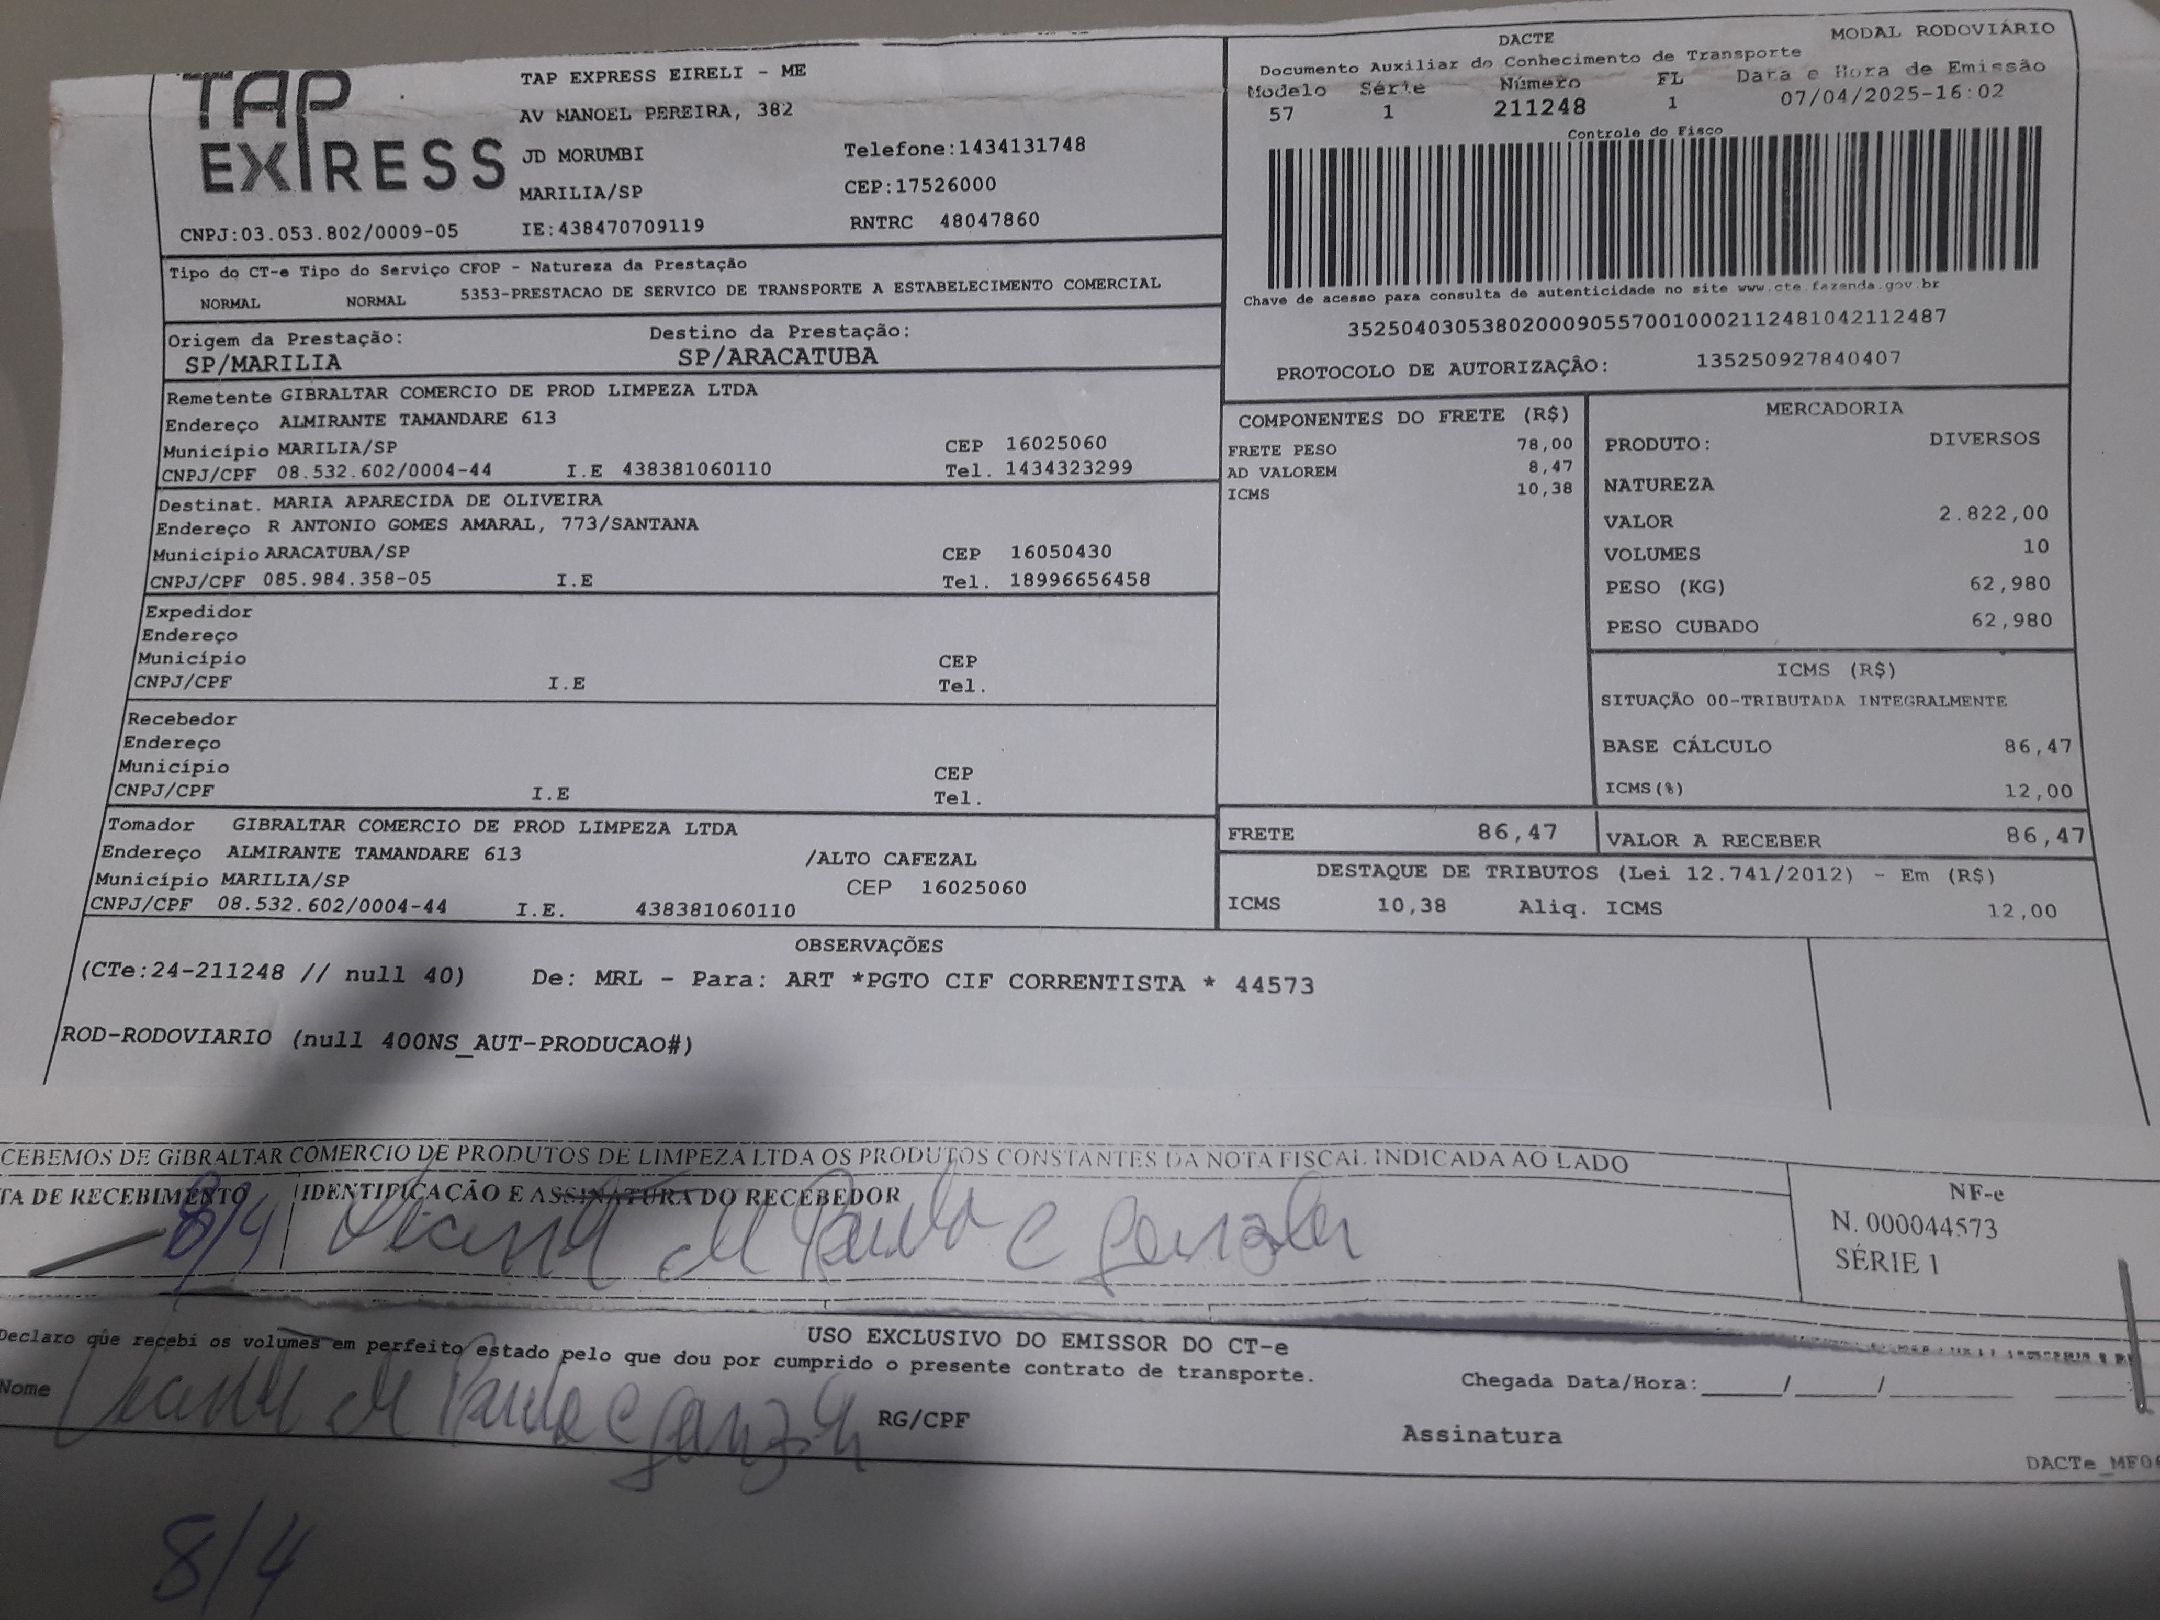 TAP
EXPRESS
TAP EXPRESS EIRELI - ME
AV MANOEL PEREIRA, 382
JD MORUMBI
Telefone:1434131748
MARILIA/SP
CEP:17526000
CNPJ:03.053.802/0009-05
IE:438470709119
RNTRC 48047860
DACTE
MODAL RODOVIÁRIO
Documento Auxiliar do Conhecimento de Transporte
Modelo Série Número FL Data e Hora de Emissão
57 1 211248 1 07/04/2025-16:02
Controle do Fisco
Chave de acesso para consulta de autenticidade no site www.cte.fazenda.gov.br
35250403053802000905570010002112481042112487
PROTOCOLO DE AUTORIZAÇÃO: 135250927840407
Tipo do CT-e Tipo do Serviço CFOP - Natureza da Prestação
NORMAL NORMAL 5353-PRESTACAO DE SERVICO DE TRANSPORTE A ESTABELECIMENTO COMERCIAL
Origem da Prestação: Destino da Prestação:
SP/MARILIA SP/ARACATUBA
Remetente GIBRALTAR COMERCIO DE PROD LIMPEZA LTDA
Endereço ALMIRANTE TAMANDARE 613
Município MARILIA/SP CEP 16025060
CNPJ/CPF 08.532.602/0004-44 I.E 438381060110 Tel. 1434323299
Destinat. MARIA APARECIDA DE OLIVEIRA
Endereço R ANTONIO GOMES AMARAL, 773/SANTANA
Município ARACATUBA/SP CEP 16050430
CNPJ/CPF 085.984.358-05 I.E Tel. 18996656458
Expedidor
Endereço
Município CEP
CNPJ/CPF I.E Tel.
Recebedor
Endereço
Município CEP
CNPJ/CPF I.E Tel.
Tomador GIBRALTAR COMERCIO DE PROD LIMPEZA LTDA
Endereço ALMIRANTE TAMANDARE 613 /ALTO CAFEZAL
Município MARILIA/SP CEP 16025060
CNPJ/CPF 08.532.602/0004-44 I.E. 438381060110
COMPONENTES DO FRETE (R$)
FRETE PESO 78,00
AD VALOREM 8,47
ICMS 10,38
MERCADORIA
PRODUTO: DIVERSOS
NATUREZA
VALOR 2.822,00
VOLUMES 10
PESO (KG) 62,980
PESO CUBADO 62,980
ICMS (R$)
SITUAÇÃO 00-TRIBUTADA INTEGRALMENTE
BASE CÁLCULO 86,47
ICMS(%) 12,00
FRETE 86,47
VALOR A RECEBER 86,47
DESTAQUE DE TRIBUTOS (Lei 12.741/2012) - Em (R$)
ICMS 10,38 Aliq. ICMS 12,00
OBSERVAÇÕES
(CTe:24-211248 // null 40) De: MRL - Para: ART *PGTO CIF CORRENTISTA * 44573
ROD-RODOVIARIO (null 400NS_AUT-PRODUCAO#)
CEBEMOS DE GIBRALTAR COMERCIO DE PRODUTOS DE LIMPEZA LTDA OS PRODUTOS CONSTANTES DA NOTA FISCAL INDICADA AO LADO
TA DE RECEBIMENTO IDENTIFICAÇÃO E ASSINATURA DO RECEBEDOR
8/4 de Paula e
NF-e
N. 000044573
SÉRIE 1
USO EXCLUSIVO DO EMISSOR DO CT-e
Declaro que recebi os volumes em perfeito estado pelo que dou por cumprido o presente contrato de transporte.
Nome de Paula e RG/CPF
Chegada Data/Hora:____/____/______ ____
Assinatura
DACTe_MF06
8/4